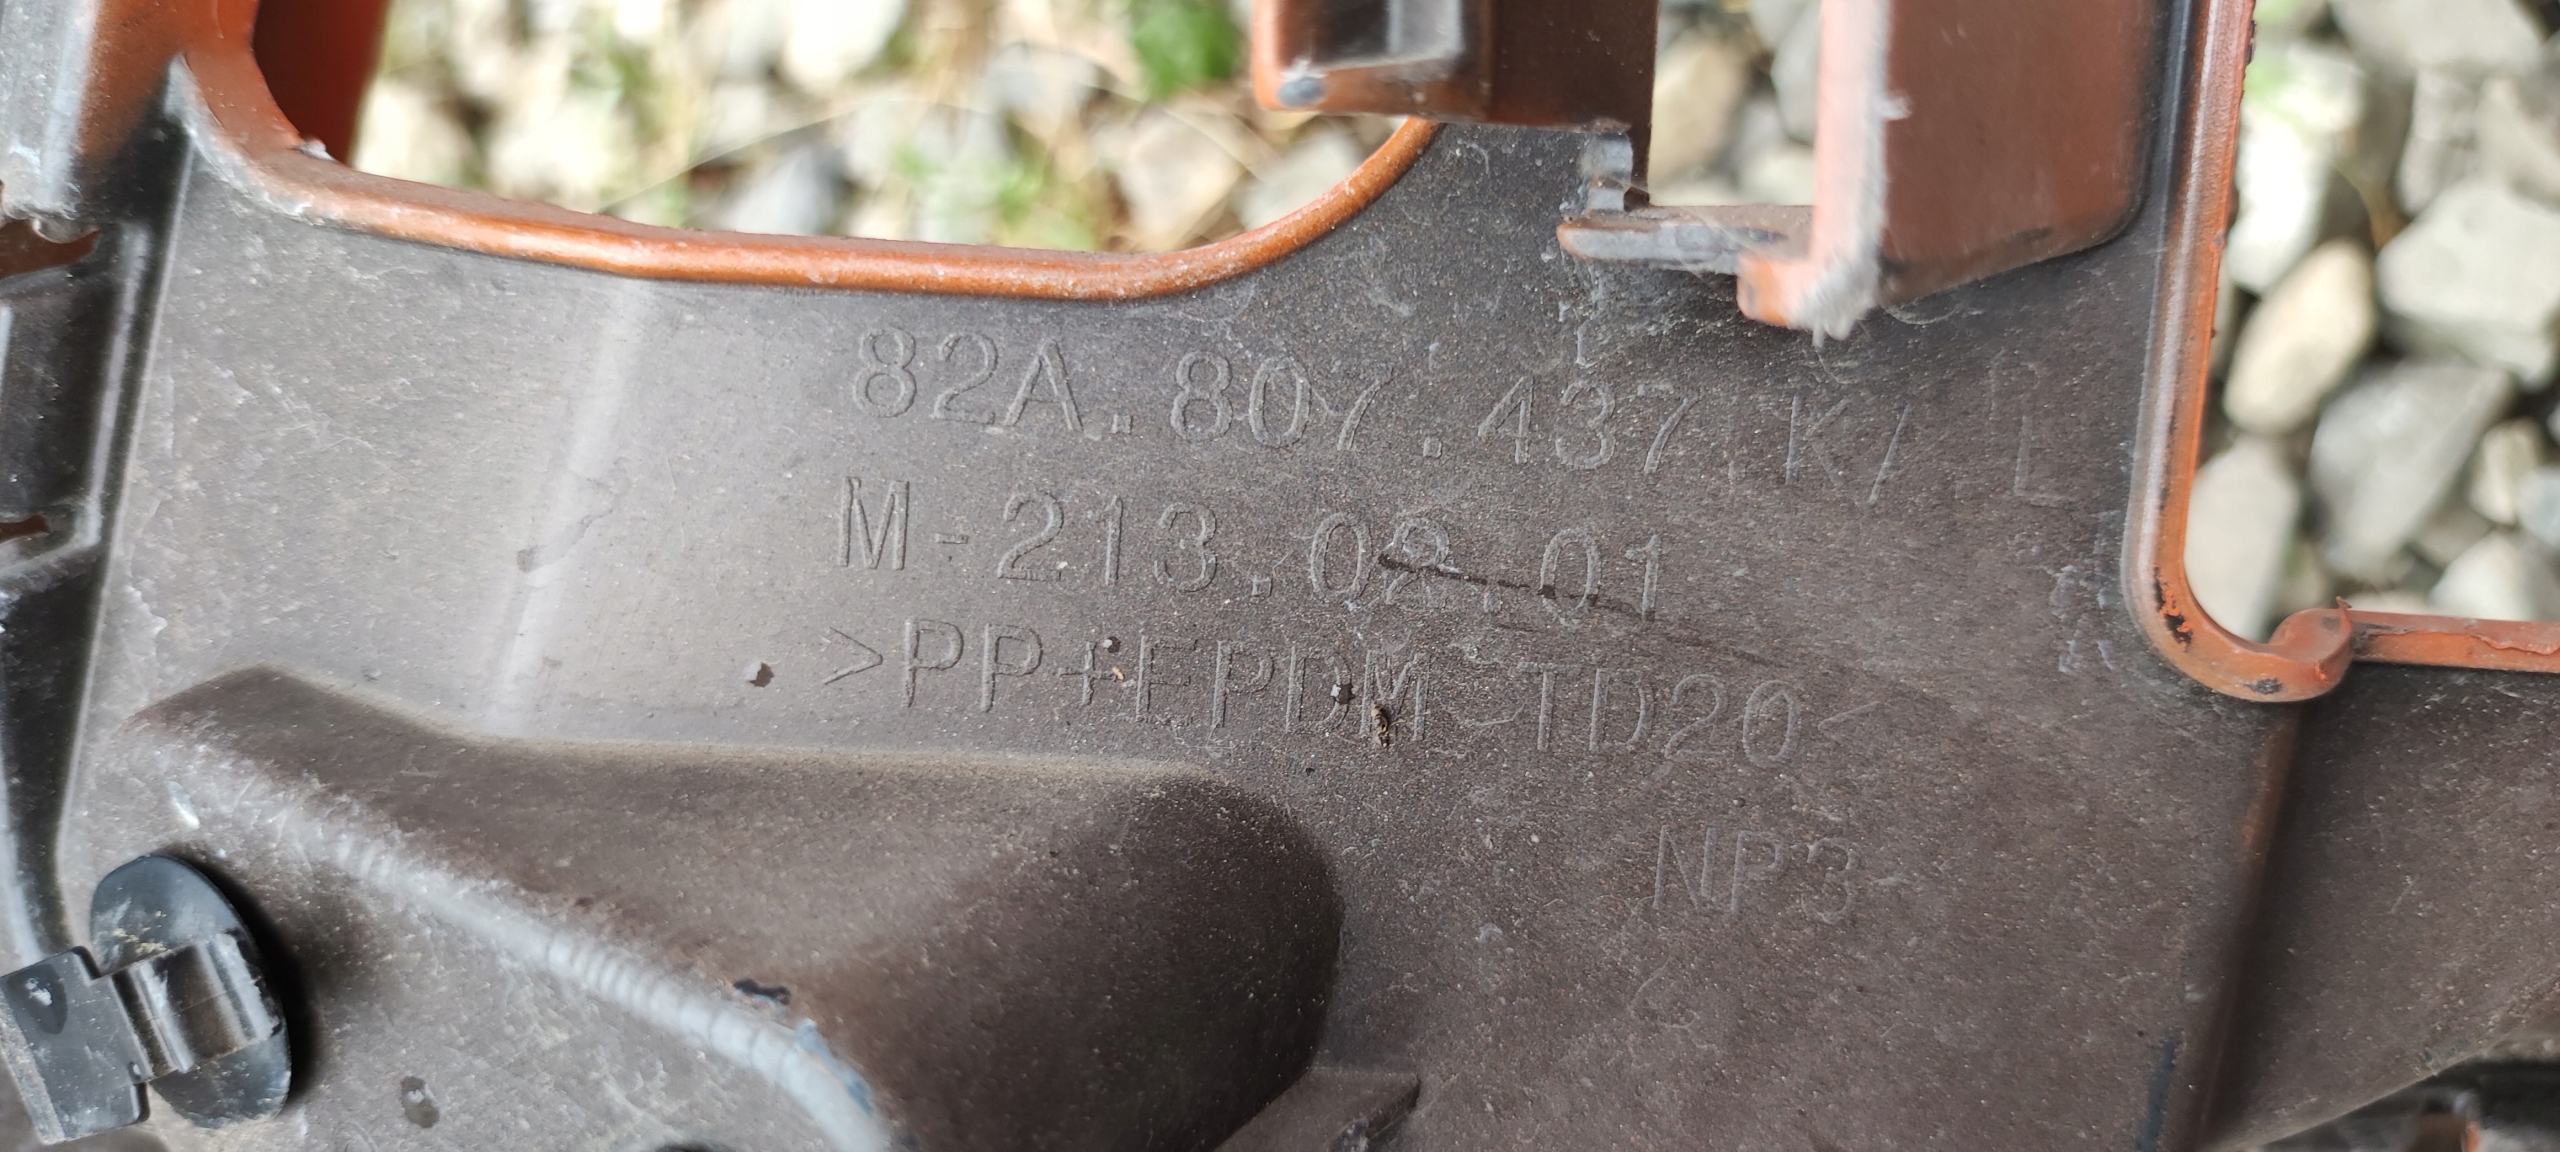 82A.807.437.K/.L
M-213.02.01
>PP+EPDM-TD20<
NP3